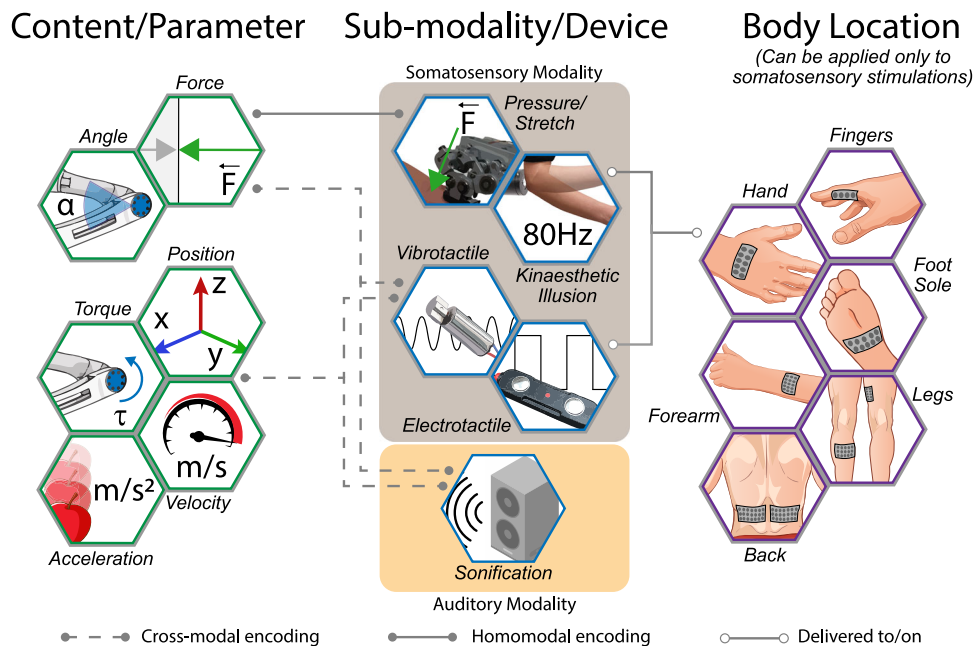 Content/Parameter
Sub-modality/Device
Body Location
(Can be applied only to
somatosensory stimulations)
Force
Angle
F
α
Position
z
x
y
Torque
τ
m/s
Velocity
m/s²
Acceleration
Somatosensory Modality
Pressure/
Stretch
F
80Hz
Kinaesthetic
Illusion
Vibrotactile
Electrotactile
Sonification
Auditory Modality
Fingers
Hand
Foot
Sole
Forearm
Legs
Back
Cross-modal encoding
Homomodal encoding
Delivered to/on